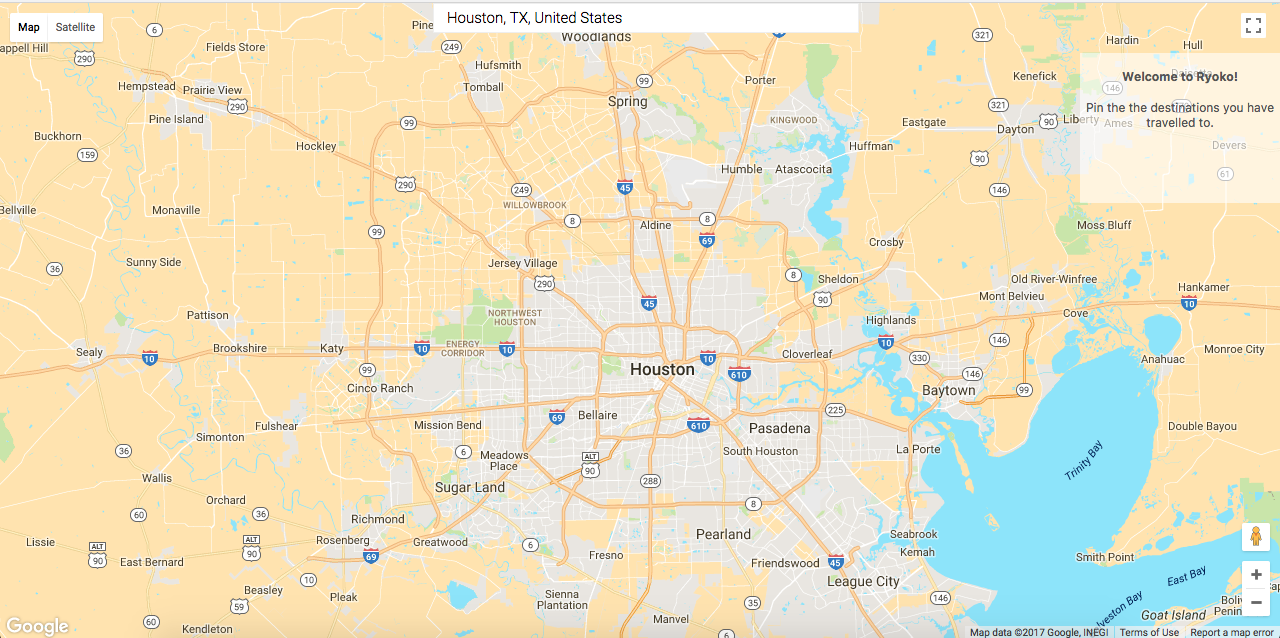 Map Satellite
Houston, TX, United States
Pine
Woodlands
6
249
321
Hardin
Hull
appell Hill
290
Fields Store
Hufsmith
Tomball
99
Porter
Kenefick
Welcome to Ryoko!
146
Hempstead
Prairie View
290
Pine Island
Spring
321
Pin the the destinations you have
travelled to.
KINGWOOD
99
Eastgate
Dayton
90
Liberty
Ames
Buckhorn
159
Hockley
Huffman
90
Devers
61
Humble
Atascocita
290
249
45
146
WILLOWBROOK
Bellville
Monaville
8
8
Aldine
Moss Bluff
99
69
Crosby
Sunny Side
36
Jersey Village
290
8
Sheldon
Old River-Winfree
90
Mont Belvieu
Hankamer
10
45
Pattison
NORTHWEST
HOUSTON
Cove
Highlands
Sealy
10
Brookshire
Katy
10
ENERGY
CORRIDOR
10
10
Cloverleaf
10
330
146
Anahuac
Monroe City
99
Houston
610
146
Cinco Ranch
Baytown
99
69
Bellaire
225
Fulshear
Mission Bend
610
Pasadena
Double Bayou
Simonton
36
6
Meadows
Place
ALT
90
South Houston
La Porte
Trinity Bay
Wallis
Sugar Land
288
Orchard
36
8
60
Richmond
Lissie
ALT
90
ALT
90
Rosenberg
Greatwood
6
Pearland
Seabrook
Kemah
69
East Bernard
Fresno
Friendswood
45
Smith Point
10
League City
East Bay
Beasley
Pleak
59
Sienna
Plantation
35
146
60
Manvel
6
Kendleton
Goat Island
Google
Map data ©2017 Google, INEGI Terms of Use Report a map error